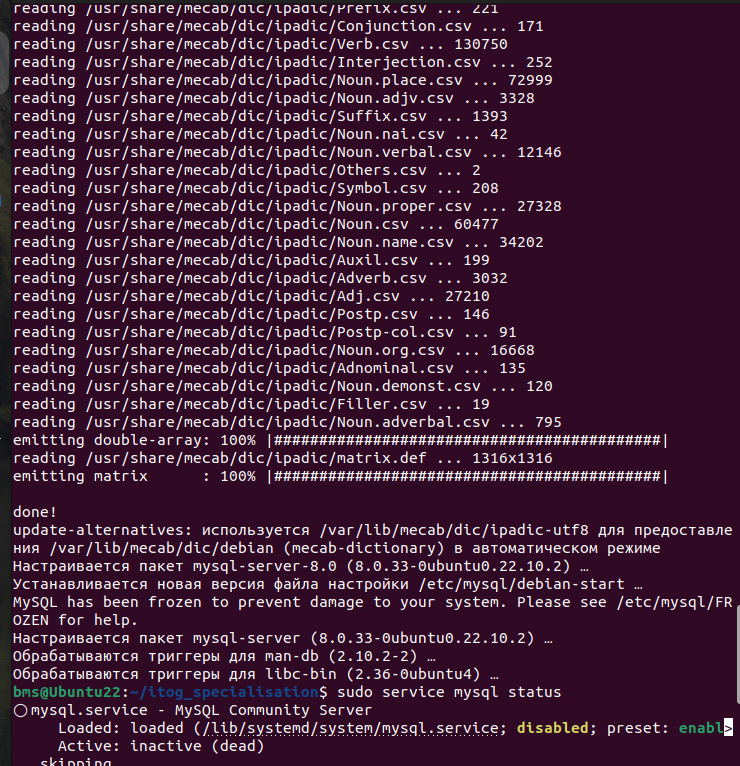 reading /usr/share/mecab/dic/ipadic/Prefix.csv ... 221
reading /usr/share/mecab/dic/ipadic/Conjunction.csv ... 171
reading /usr/share/mecab/dic/ipadic/Verb.csv ... 130750
reading /usr/share/mecab/dic/ipadic/Interjection.csv ... 252
reading /usr/share/mecab/dic/ipadic/Noun.place.csv ... 72999
reading /usr/share/mecab/dic/ipadic/Noun.adjv.csv ... 3328
reading /usr/share/mecab/dic/ipadic/Suffix.csv ... 1393
reading /usr/share/mecab/dic/ipadic/Noun.nai.csv ... 42
reading /usr/share/mecab/dic/ipadic/Noun.verbal.csv ... 12146
reading /usr/share/mecab/dic/ipadic/Others.csv ... 2
reading /usr/share/mecab/dic/ipadic/Symbol.csv ... 208
reading /usr/share/mecab/dic/ipadic/Noun.proper.csv ... 27328
reading /usr/share/mecab/dic/ipadic/Noun.csv ... 60477
reading /usr/share/mecab/dic/ipadic/Noun.name.csv ... 34202
reading /usr/share/mecab/dic/ipadic/Auxil.csv ... 199
reading /usr/share/mecab/dic/ipadic/Adverb.csv ... 3032
reading /usr/share/mecab/dic/ipadic/Adj.csv ... 27210
reading /usr/share/mecab/dic/ipadic/Postp.csv ... 146
reading /usr/share/mecab/dic/ipadic/Postp-col.csv ... 91
reading /usr/share/mecab/dic/ipadic/Noun.org.csv ... 16668
reading /usr/share/mecab/dic/ipadic/Adnominal.csv ... 135
reading /usr/share/mecab/dic/ipadic/Noun.demonst.csv ... 120
reading /usr/share/mecab/dic/ipadic/Filler.csv ... 19
reading /usr/share/mecab/dic/ipadic/Noun.adverbal.csv ... 795
emitting double-array: 100% |###########################################|
reading /usr/share/mecab/dic/ipadic/matrix.def ... 1316x1316
emitting matrix      : 100% |###########################################|
done!
update-alternatives: используется /var/lib/mecab/dic/ipadic-utf8 для предоставле
ния /var/lib/mecab/dic/debian (mecab-dictionary) в автоматическом режиме
Настраивается пакет mysql-server-8.0 (8.0.33-0ubuntu0.22.10.2) …
Устанавливается новая версия файла настройки /etc/mysql/debian-start …
MySQL has been frozen to prevent damage to your system. Please see /etc/mysql/FR
OZEN for help.
Настраивается пакет mysql-server (8.0.33-0ubuntu0.22.10.2) …
Обрабатываются триггеры для man-db (2.10.2-2) …
Обрабатываются триггеры для libc-bin (2.36-0ubuntu4) …
bms@Ubuntu22:~/itog_specialisation$ sudo service mysql status
○ mysql.service - MySQL Community Server
     Loaded: loaded (/lib/systemd/system/mysql.service; disabled; preset: enabl>
     Active: inactive (dead)
skipping